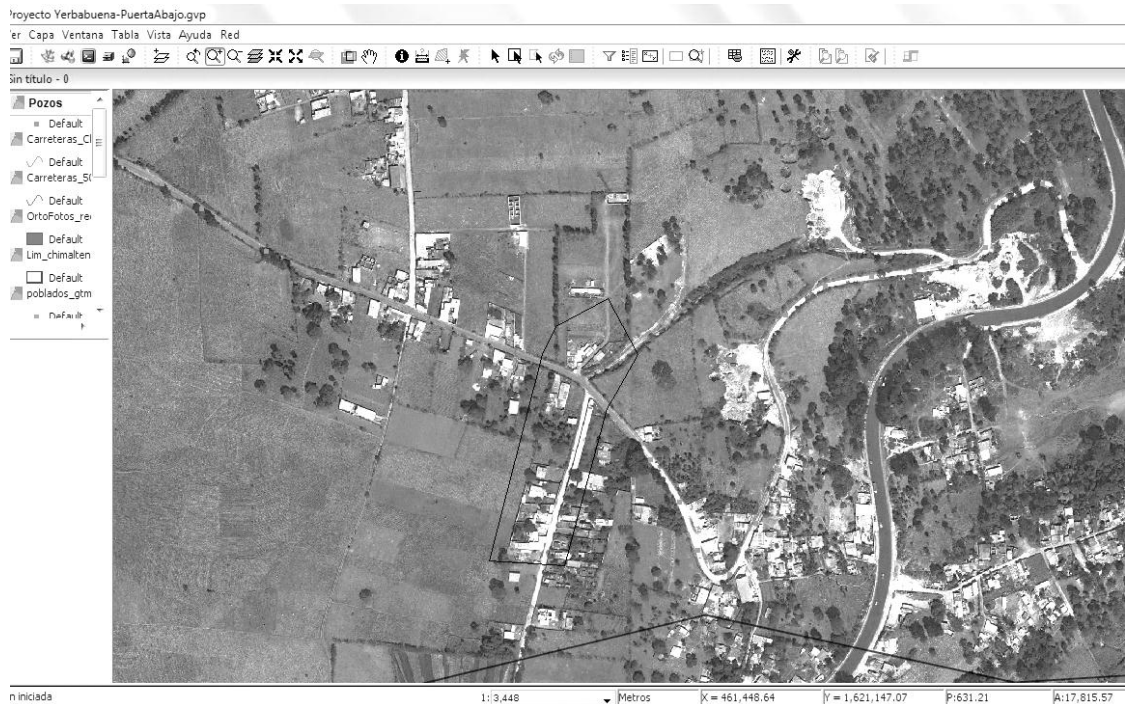 Proyecto Yerbabuena-PuertaAbajo.gvp
er Capa Ventana Tabla Vista Ayuda Red
Sin título - 0
Pozos
Default
Carreteras_Cl
Default
Carreteras_50
Default
OrtoFotos_re
Default
Lim_chimalten
Default
poblados_gtm
Default
n iniciada 1: 3,448 Metros X = 461,448.64 Y = 1,621,147.07 P:631.21 A:17,815.57